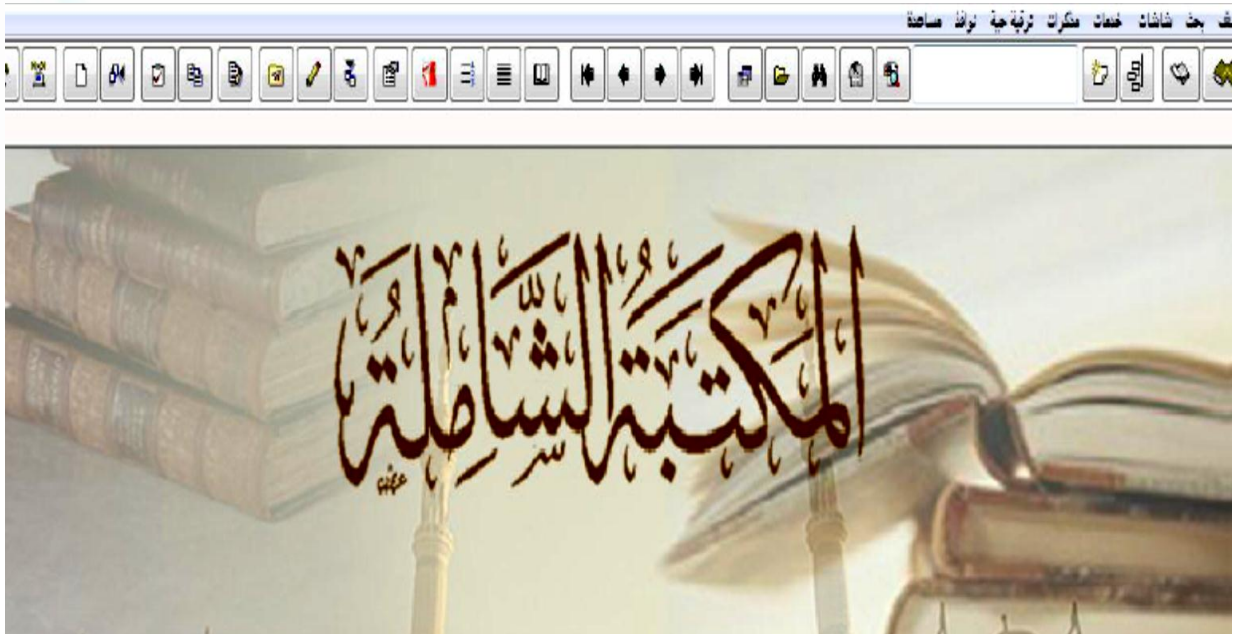 بحث شاشات خدمات مذكرات ترقية حية نوافذ مساعدة
المكتبة الشاملة